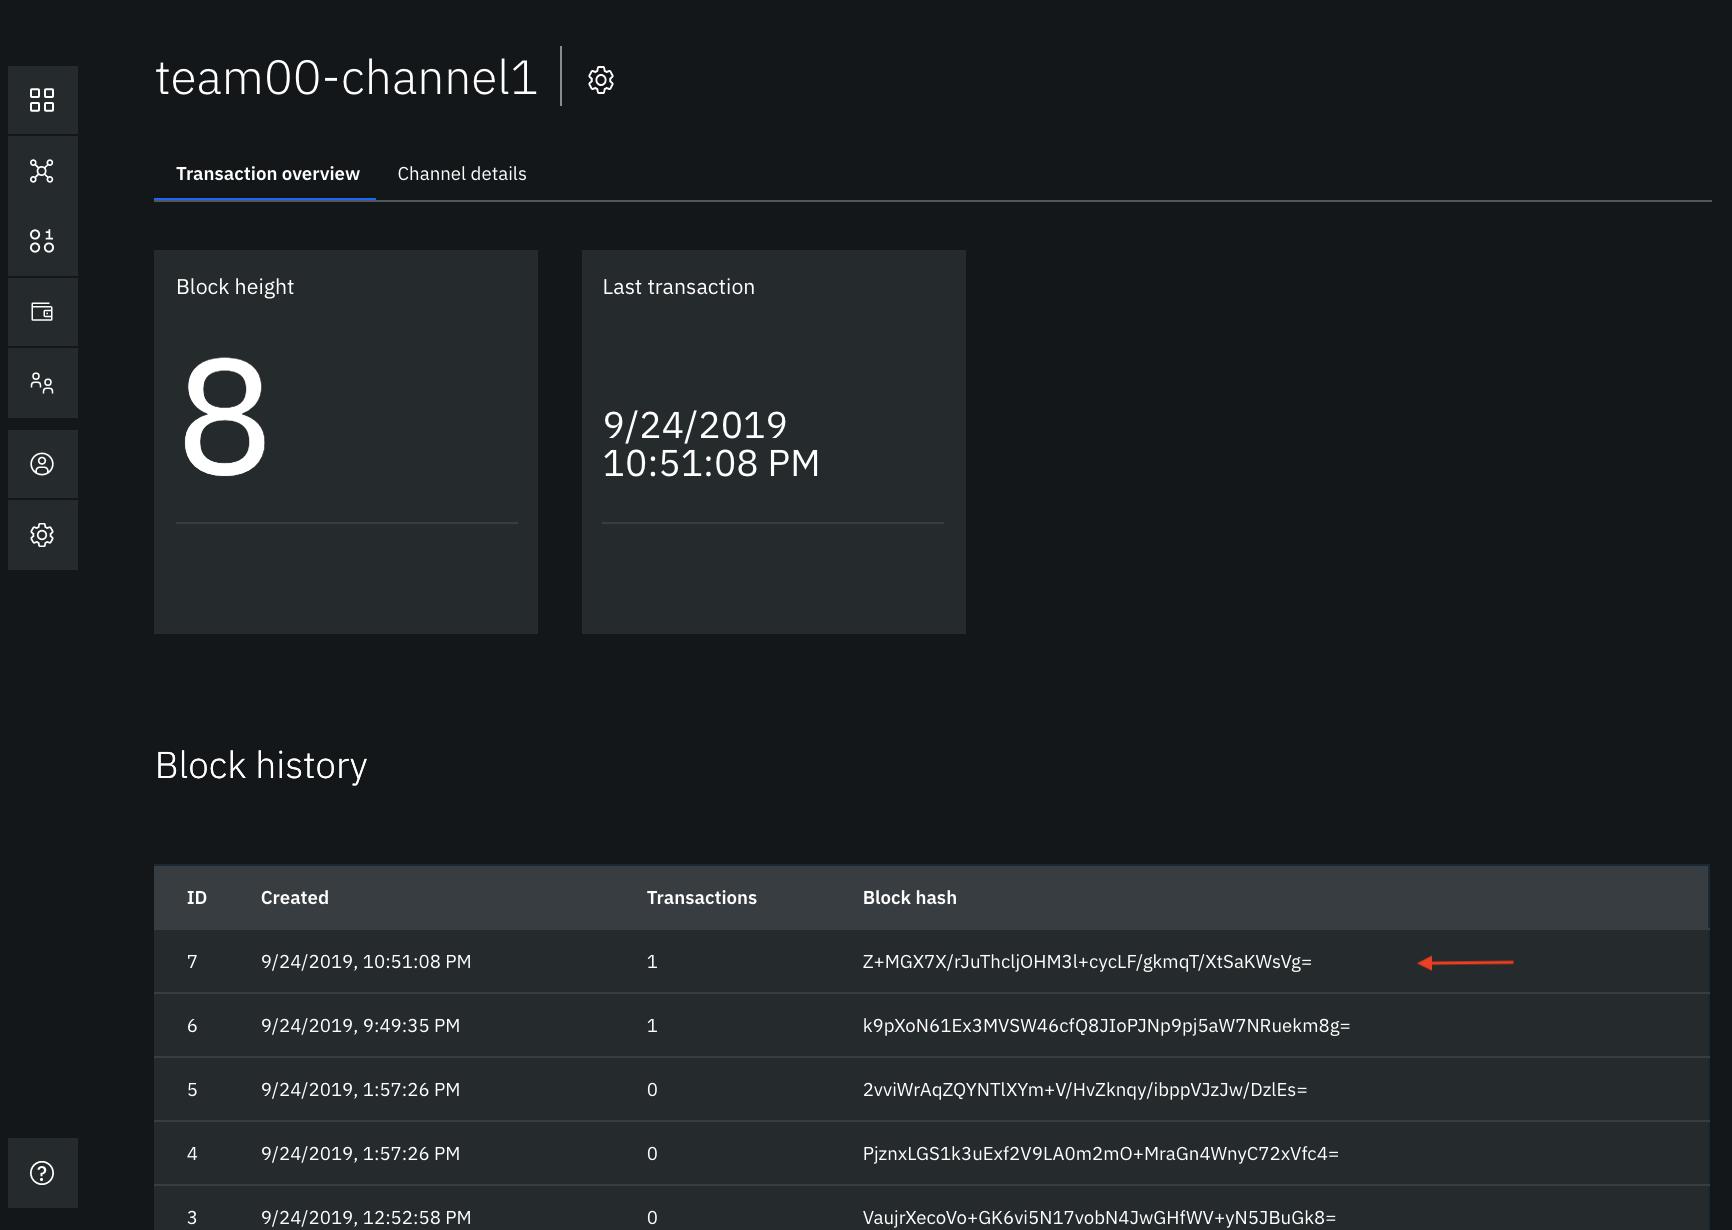 team00-channel1
Transaction overview Channel details
Block height
8
Last transaction
9/24/2019
10:51:08 PM
Block history
ID Created Transactions Block hash
7 9/24/2019, 10:51:08 PM 1 Z+MGX7X/rJuThcljOHM3l+cycLF/gkmqT/XtSaKWsVg=
6 9/24/2019, 9:49:35 PM 1 k9pXoN61Ex3MVSW46cfQ8JIoPJNp9pj5aW7NRuekm8g=
5 9/24/2019, 1:57:26 PM 0 2vviWrAqZQYNTlXYm+V/HvZknqy/ibppVJzJw/DzlEs=
4 9/24/2019, 1:57:26 PM 0 PjznxLGS1k3uExf2V9LA0m2mO+MraGn4WnyC72xVfc4=
3 9/24/2019, 12:52:58 PM 0 VaujrXecoVo+GK6vi5N17vobN4JwGHfWV+yN5JBuGk8=